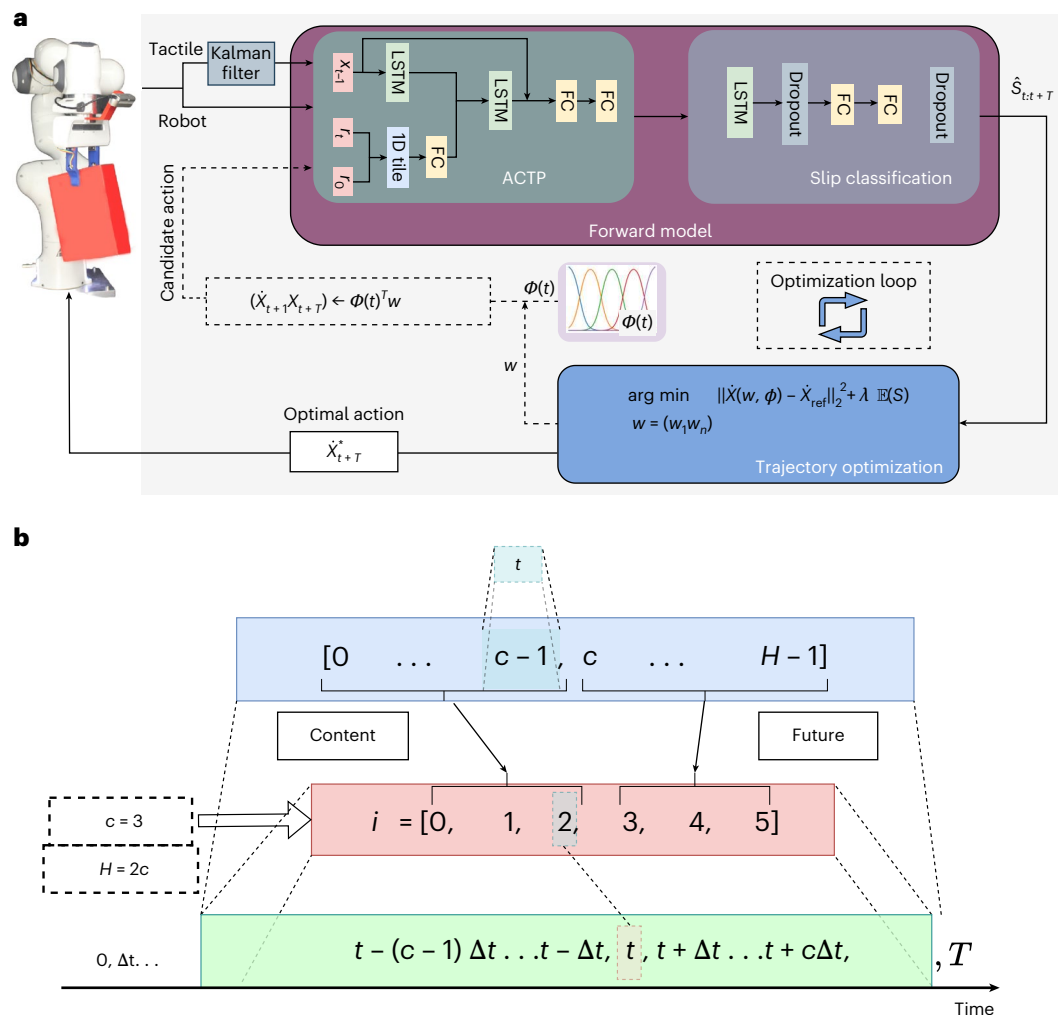 a
Tactile
Kalman
filter
Robot
Candidate action
x_{t–1}
LSTM
LSTM
FC
FC
r_t
r_0
1D tile
FC
ACTP
LSTM
Dropout
FC
FC
Dropout
Slip classification
Forward model
Ŝ_{t:t + T}
(Ẋ_{t+1}X_{t+T}) ← Φ(t)^T w
Φ(t)
Φ(t)
w
Optimization loop
arg min ||Ẋ(w, ϕ) – Ẋ_{ref}||_2^2 + λ 𝔼(S)
w = (w_1w_n)
Trajectory optimization
Optimal action
Ẋ^*_{t + T}
b
t
[0 . . . c – 1, c . . . H – 1]
Content
Future
c = 3
H = 2c
i = [0, 1, 2, 3, 4, 5]
0, Δt. . .
t – (c – 1) Δt . . .t – Δt, t, t + Δt . . .t + cΔt,
, T
Time